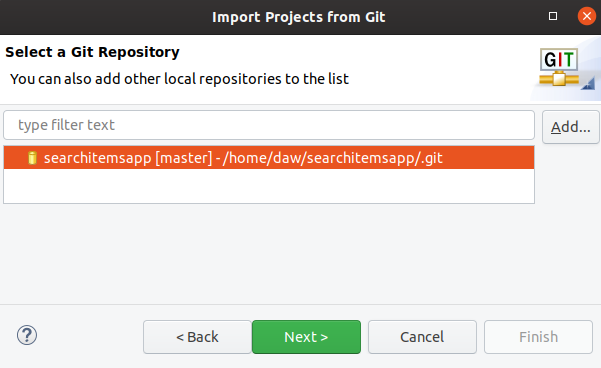 Import Projects from Git
Select a Git Repository
You can also add other local repositories to the list
GIT
type filter text
Add...
searchitemsapp [master] - /home/daw/searchitemsapp/.git
?
< Back
Next >
Cancel
Finish